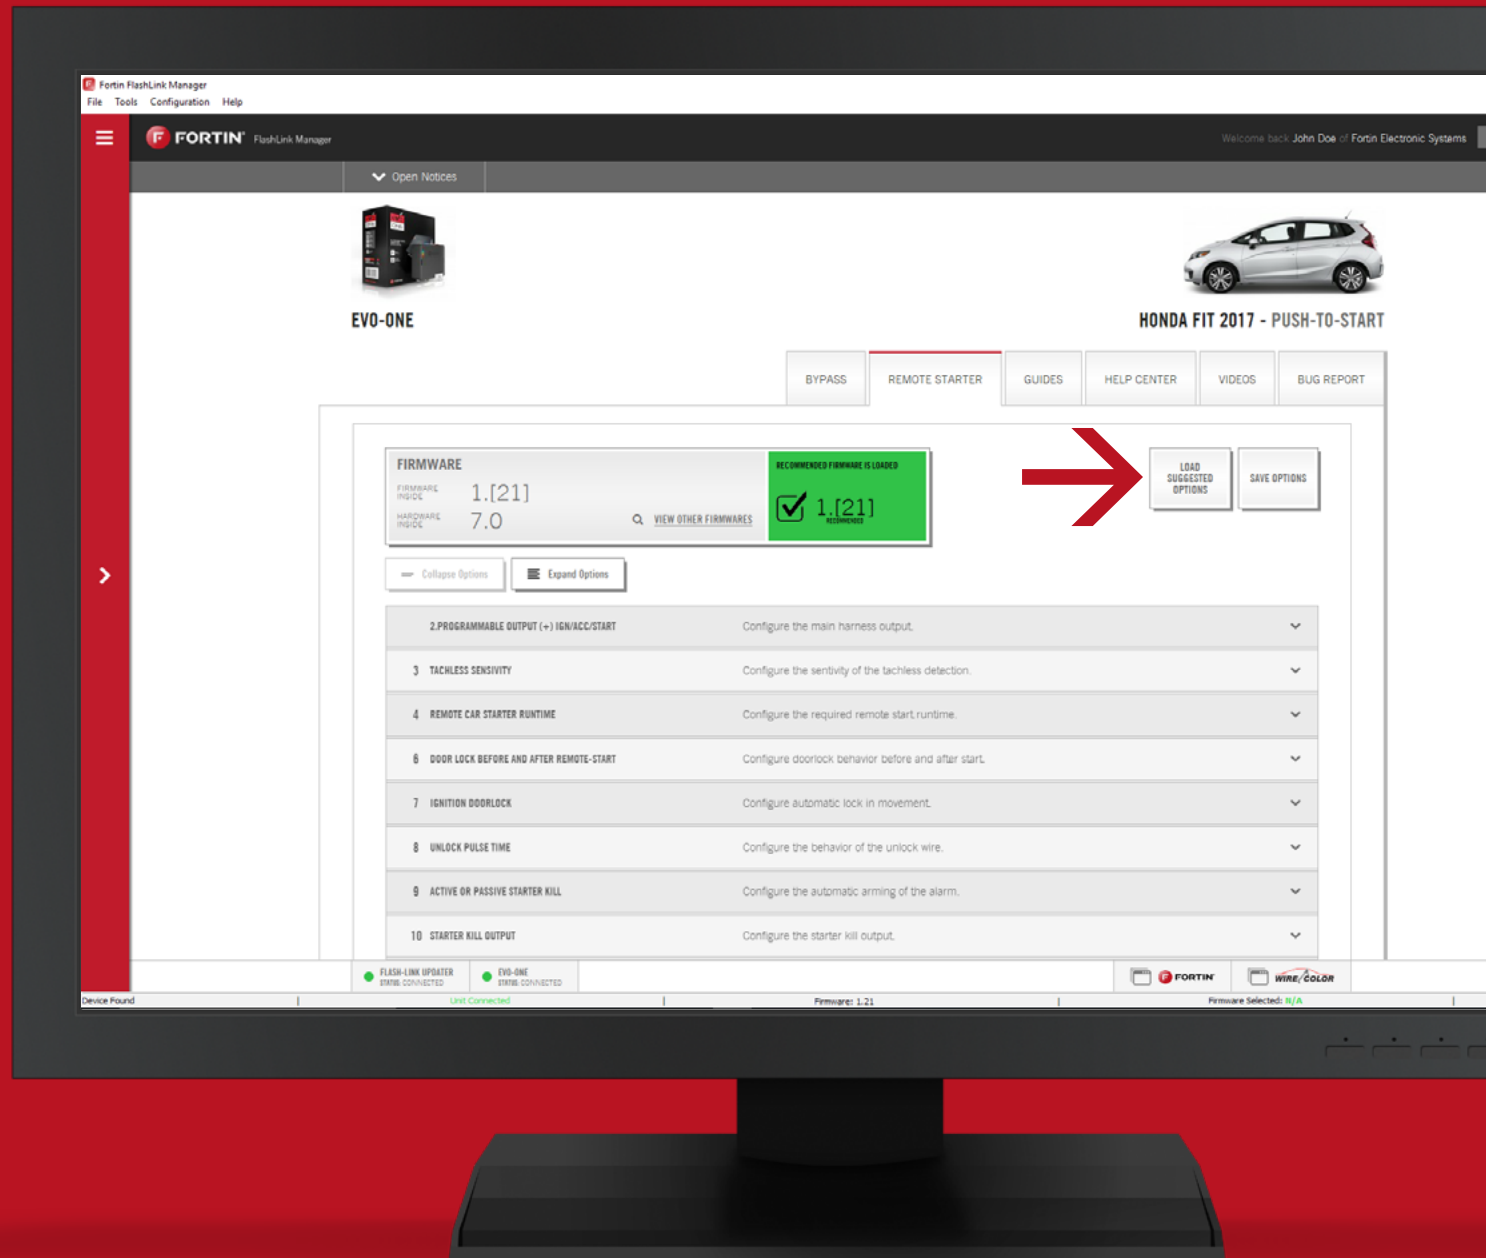 Fortin FlashLink Manager
File Tools Configuration Help
FORTIN FlashLink Manager
Welcome back John Doe of Fortin Electronic Systems
Open Notices
EVO-ONE
HONDA FIT 2017 - PUSH-TO-START
BYPASS REMOTE STARTER GUIDES HELP CENTER VIDEOS BUG REPORT
FIRMWARE
FIRMWARE INSIDE 1.[21]
HARDWARE INSIDE 7.0
VIEW OTHER FIRMWARES
RECOMMENDED FIRMWARE IS LOADED
1.[21]
RECOMMENDED
LOAD
SUGGESTED
OPTIONS
SAVE OPTIONS
Collapse Options Expand Options
2.PROGRAMMABLE OUTPUT (+) IGN/ACC/START Configure the main harness output.
3 TACHLESS SENSIVITY Configure the sentivity of the tachless detection.
4 REMOTE CAR STARTER RUNTIME Configure the required remote start runtime.
6 DOOR LOCK BEFORE AND AFTER REMOTE-START Configure doorlock behavior before and after start.
7 IGNITION DOORLOCK Configure automatic lock in movement.
8 UNLOCK PULSE TIME Configure the behavior of the unlock wire.
9 ACTIVE OR PASSIVE STARTER KILL Configure the automatic arming of the alarm.
10 STARTER KILL OUTPUT Configure the starter kill output.
FLASH-LINK UPDATER
STATUS: CONNECTED
EVO-ONE
STATUS: CONNECTED
FORTIN
WIRE/COLOR
Device Found | Unit Connected | Firmware: 1.21 | Firmware Selected: N/A |